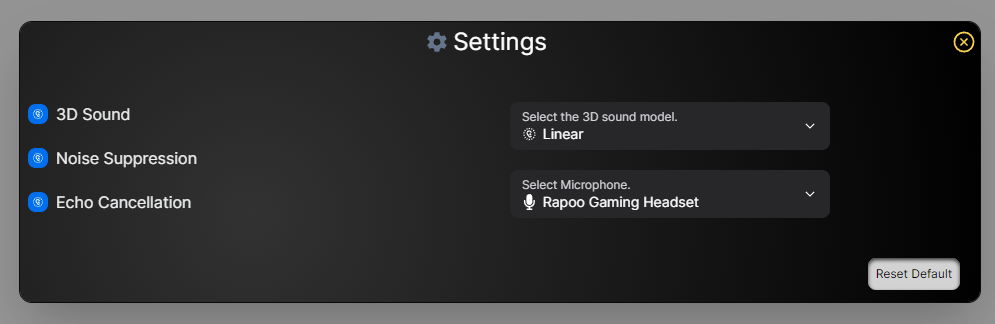 Settings
3D Sound
Noise Suppression
Echo Cancellation
Select the 3D sound model.
Linear
Select Microphone.
Rapoo Gaming Headset
Reset Default